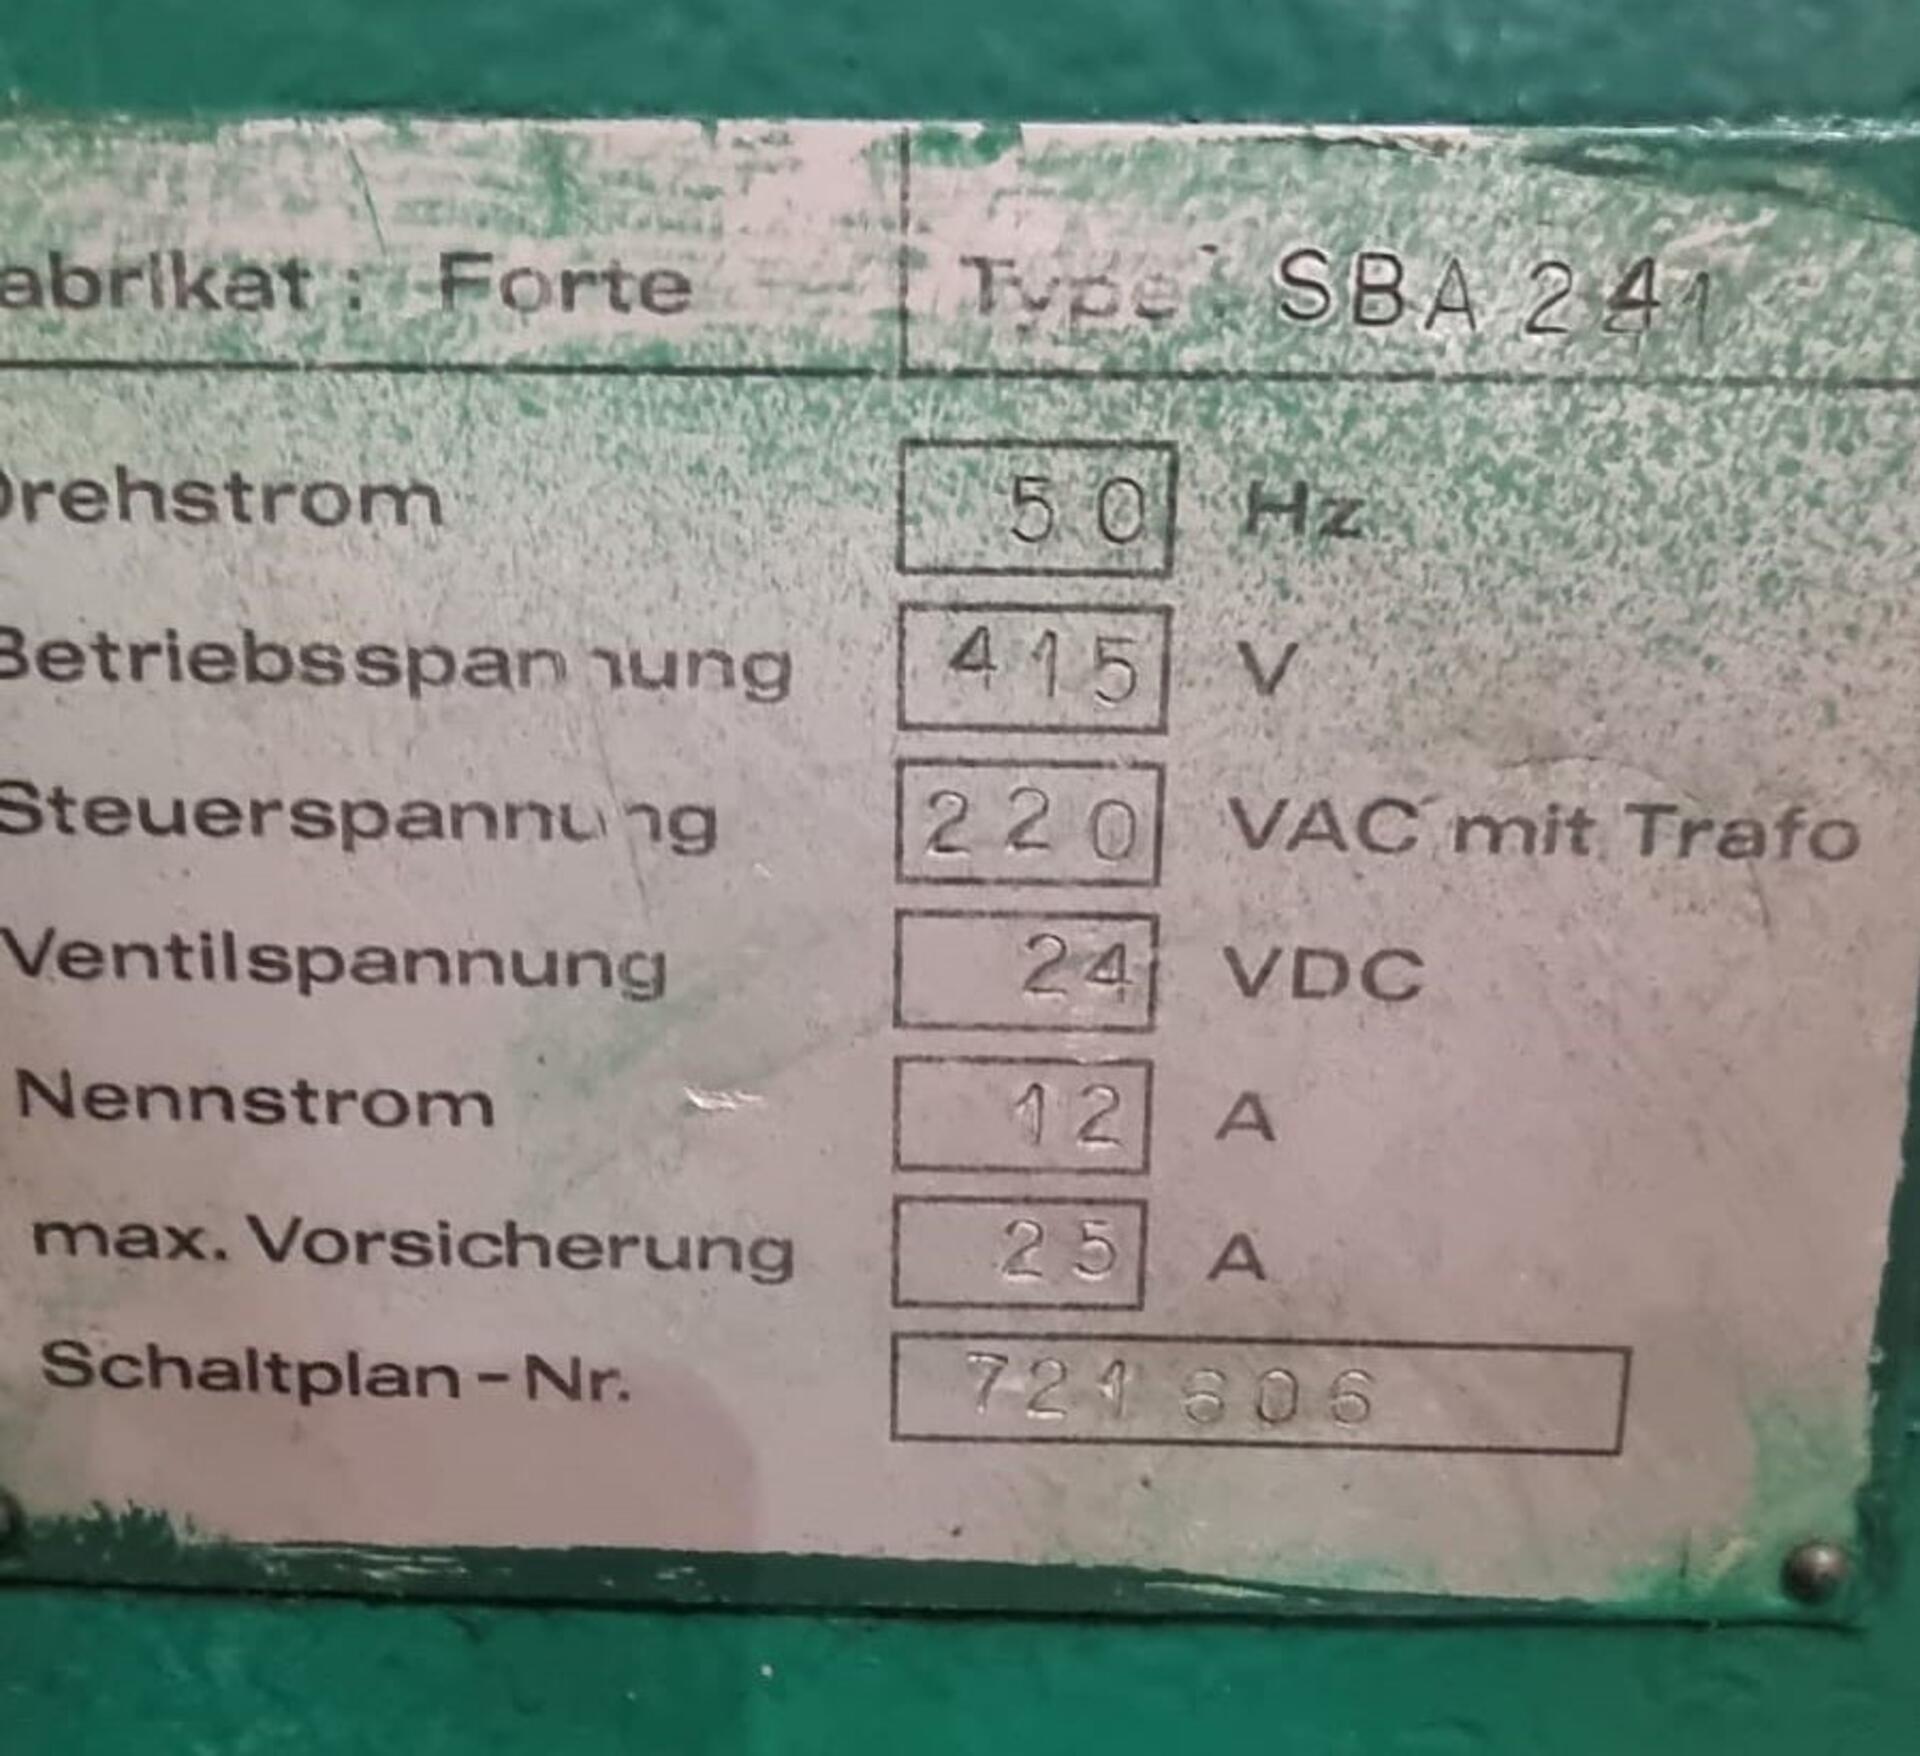 abrikat: Forte Type: SBA 241
Drehstrom 50 Hz
Betriebsspannung 415 V
Steuerspannung 220 VAC mit Trafo
Ventilspannung 24 VDC
Nennstrom 12 A
max. Vorsicherung 25 A
Schaltplan-Nr. 721606